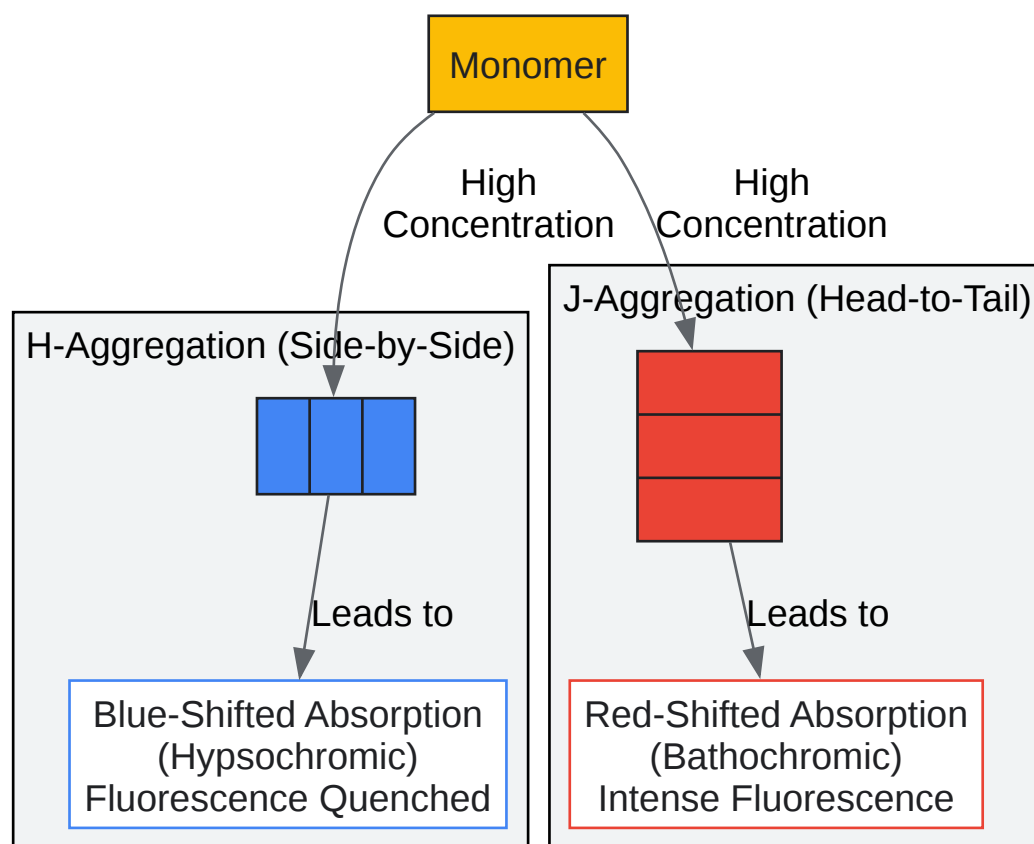 Monomer
High
Concentration
High
Concentration
H-Aggregation (Side-by-Side)
Leads to
Blue-Shifted Absorption
(Hypsochromic)
Fluorescence Quenched
J-Aggregation (Head-to-Tail)
Leads to
Red-Shifted Absorption
(Bathochromic)
Intense Fluorescence